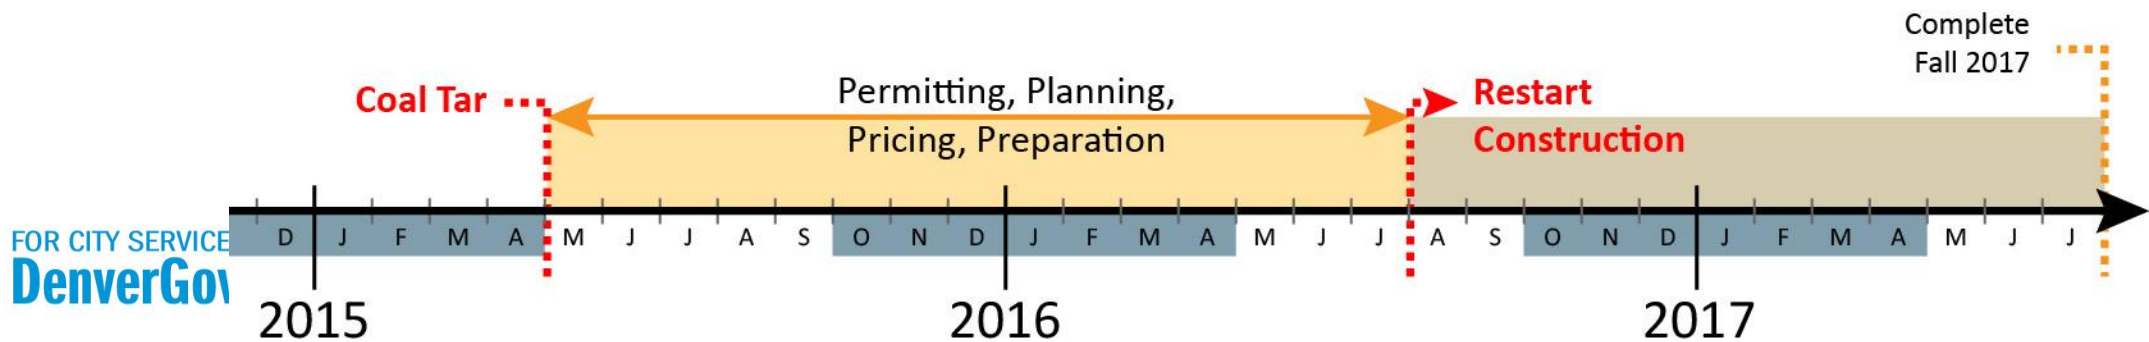 Complete
Fall 2017
Coal Tar
Permitting, Planning,
Pricing, Preparation
Restart
Construction
D J F M A M J J A S O N D J F M A M J J A S O N D J F M A M J J
FOR CITY SERVICE
DenverGov
2015 2016 2017